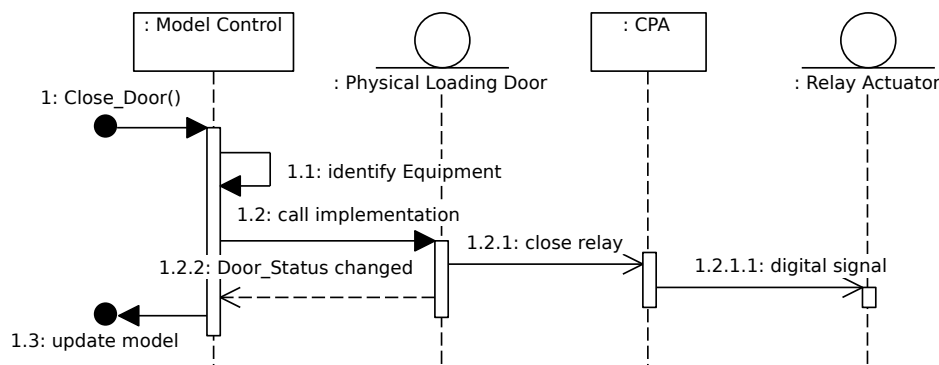 : Model Control
: CPA
: Physical Loading Door
: Relay Actuator
1: Close_Door()
1.1: identify Equipment
1.2: call implementation
1.2.1: close relay
1.2.2: Door_Status changed
1.2.1.1: digital signal
1.3: update model